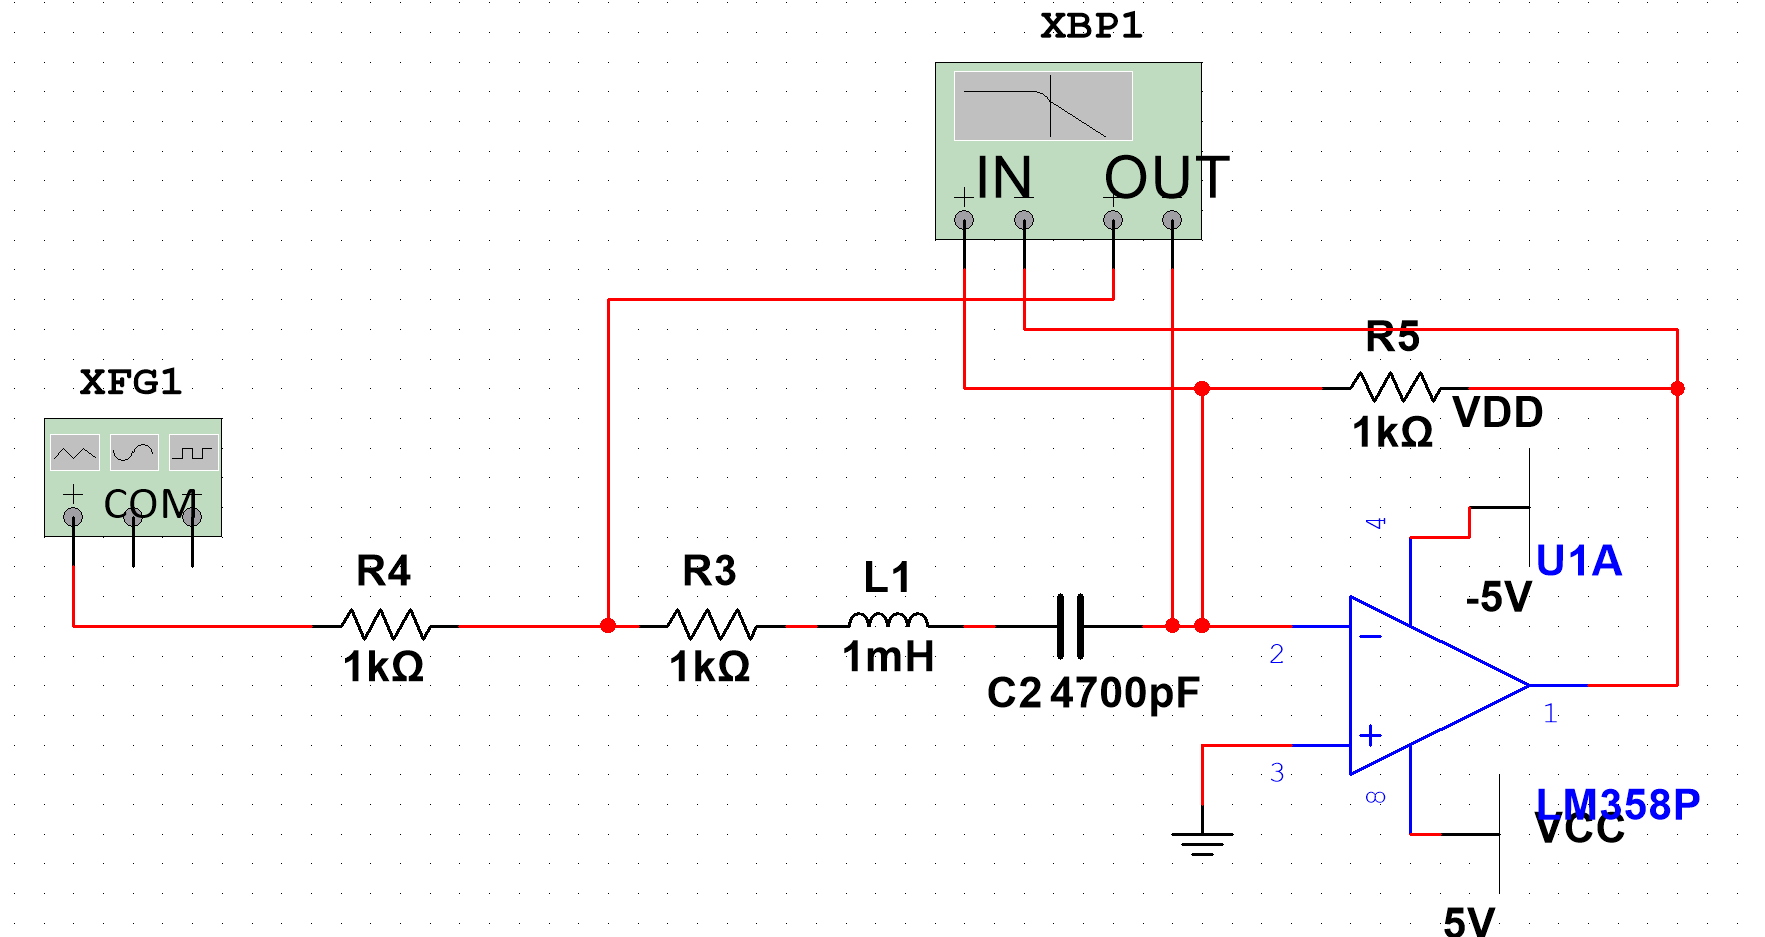 XBP1
IN OUT
R5
XFG1
1kΩ
VDD
COM
4
U1A
R4
R3
L1
-5V
1kΩ
1kΩ
1mH
2
C2 4700pF
1
3
8
LM358P
VCC
5V